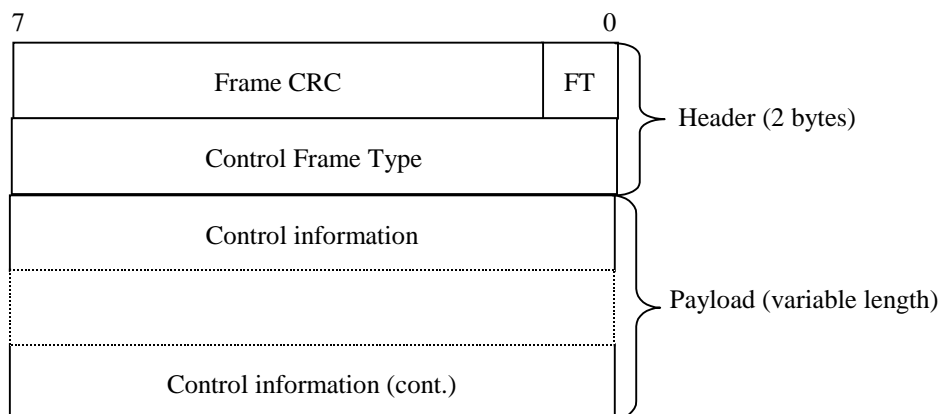 7 0
Frame CRC FT
Header (2 bytes)
Control Frame Type
Control information
Payload (variable length)
Control information (cont.)